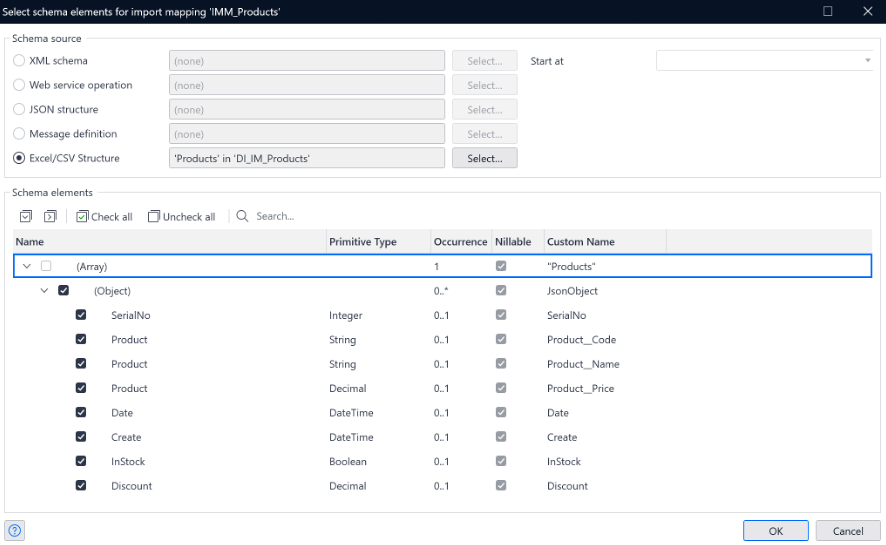 Select schema elements for import mapping 'IMM_Products'
Schema source
XML schema (none) Select... Start at
Web service operation (none) Select...
JSON structure (none) Select...
Message definition (none) Select...
Excel/CSV Structure 'Products' in 'DI_IM_Products' Select...
Schema elements
Check all Uncheck all Search...
Name Primitive Type Occurrence Nillable Custom Name
(Array) 1 "Products"
(Object) 0..* JsonObject
SerialNo Integer 0..1 SerialNo
Product String 0..1 Product__Code
Product String 0..1 Product__Name
Product Decimal 0..1 Product__Price
Date DateTime 0..1 Date
Create DateTime 0..1 Create
InStock Boolean 0..1 InStock
Discount Decimal 0..1 Discount
? OK Cancel